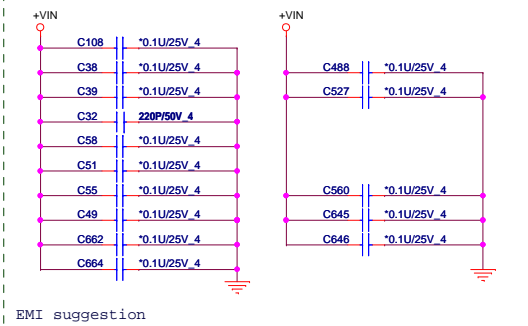 +VIN +VIN
C108 *0.1U/25V_4
C38 *0.1U/25V_4 C488 *0.1U/25V_4
C39 *0.1U/25V_4 C527 *0.1U/25V_4
C32 220P/50V_4
C58 *0.1U/25V_4
C51 *0.1U/25V_4
C55 *0.1U/25V_4 C560 *0.1U/25V_4
C49 *0.1U/25V_4 C645 *0.1U/25V_4
C662 *0.1U/25V_4 C646 *0.1U/25V_4
C664 *0.1U/25V_4
EMI suggestion